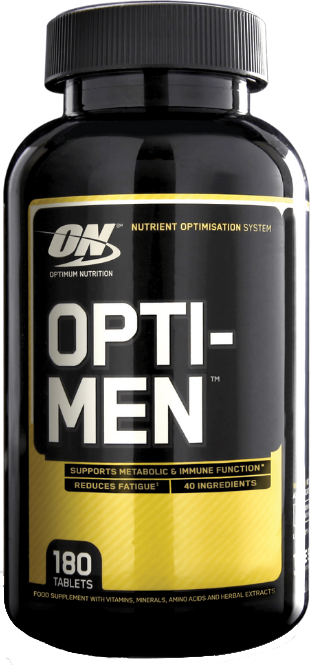 ON
OPTIMUM NUTRITION
NUTRIENT OPTIMISATION SYSTEM
OPTI-
MEN™
SUPPORTS METABOLIC & IMMUNE FUNCTION*
REDUCES FATIGUE‡ 40 INGREDIENTS
180
TABLETS
FOOD SUPPLEMENT WITH VITAMINS, MINERALS, AMINO ACIDS AND HERBAL EXTRACTS